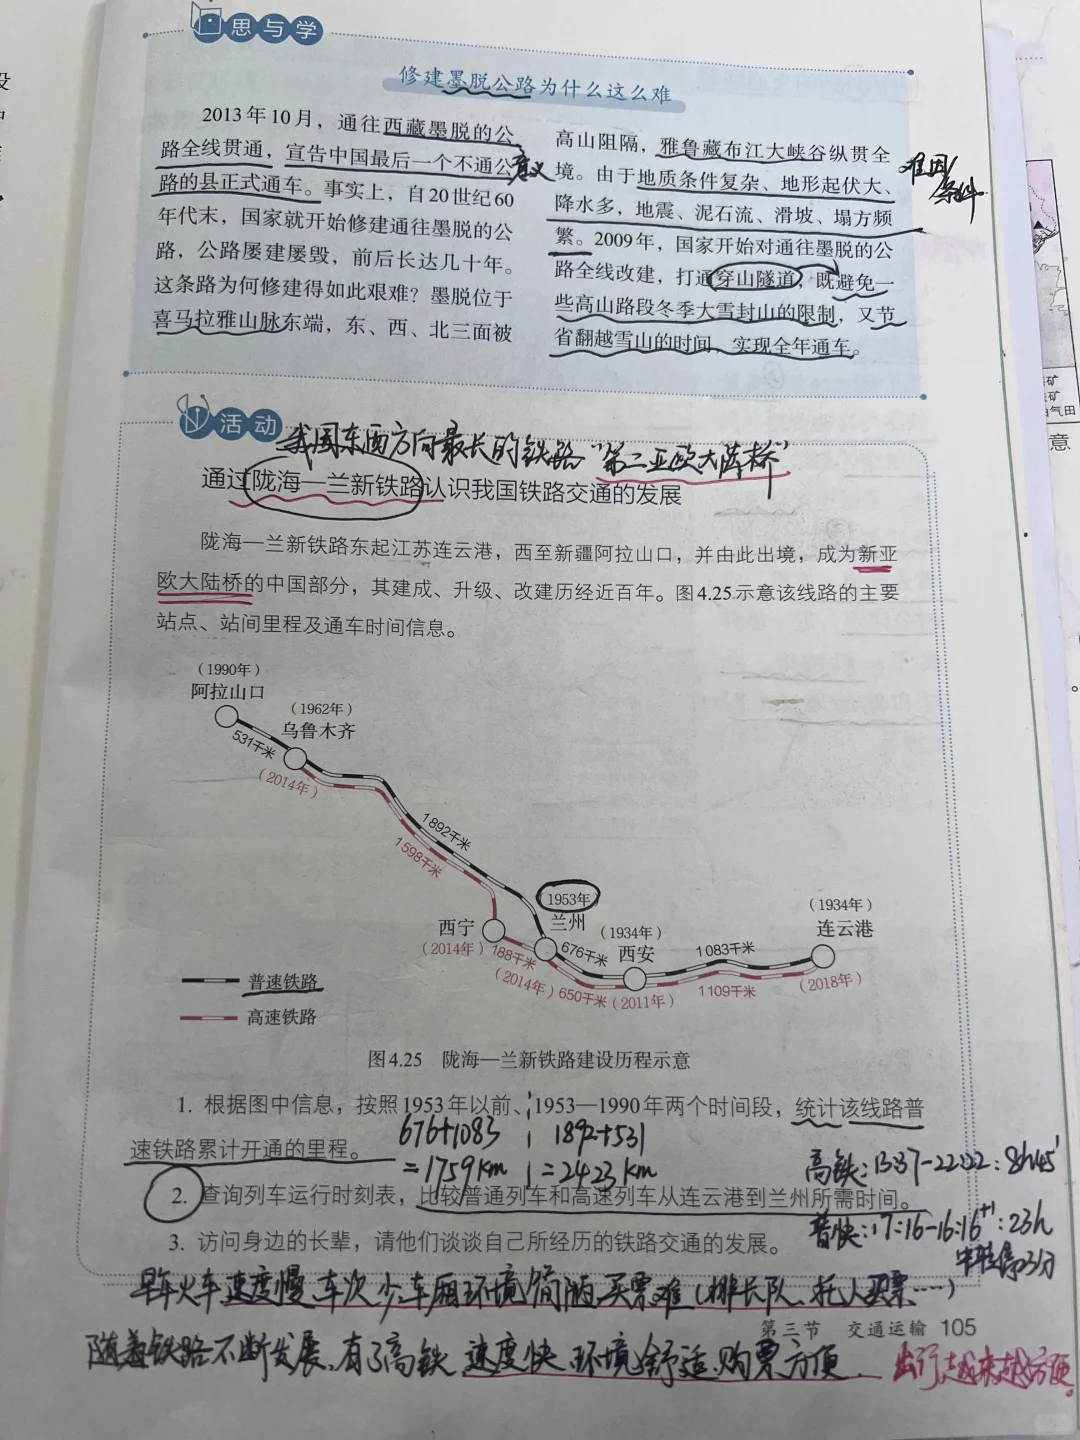 思与学
修建墨脱公路为什么这么难
2013年10月，通往西藏墨脱的公
路全线贯通，宣告中国最后一个不通公
路的县正式通车。事实上，自20世纪60
年代末，国家就开始修建通往墨脱的公
路，公路屡建屡毁，前后长达几十年。
这条路为何修建得如此艰难？墨脱位于
喜马拉雅山脉东端，东、西、北三面被
意义
高山阻隔，雅鲁藏布江大峡谷纵贯全
境。由于地质条件复杂、地形起伏大、
降水多，地震、泥石流、滑坡、塌方频
繁。2009年，国家开始对通往墨脱的公
路全线改建，打通穿山隧道，既避免一
些高山路段冬季大雪封山的限制，又节
省翻越雪山的时间，实现全年通车。
难因
条件
活动
我国东西方向最长的铁路 "第二亚欧大陆桥"
通过陇海—兰新铁路认识我国铁路交通的发展
陇海—兰新铁路东起江苏连云港，西至新疆阿拉山口，并由此出境，成为新亚
欧大陆桥的中国部分，其建成、升级、改建历经近百年。图4.25示意该线路的主要
站点、站间里程及通车时间信息。
（1990年）
阿拉山口
（1962年）
乌鲁木齐
531千米
（2014年）
1892千米
1598千米
（1953年）
兰州
西宁
（2014年）
188千米
（2014年）
676千米
650千米
（1934年）
西安
（2011年）
1083千米
1109千米
（1934年）
连云港
（2018年）
普速铁路
高速铁路
图4.25 陇海—兰新铁路建设历程示意
1. 根据图中信息，按照1953年以前、1953—1990年两个时间段，统计该线路普
速铁路累计开通的里程。
676+1083
=1759km
1892+531
=2423km
2. 查询列车运行时刻表，比较普通列车和高速列车从连云港到兰州所需时间。
高铁：13:37-22:22：8h45'
普快：17:16-16:16+1：23h
3. 访问身边的长辈，请他们谈谈自己所经历的铁路交通的发展。
早年火车速度慢 车次少、车厢环境简陋、买票难（排长队、托人买票……）
第三节 交通运输 105
随着铁路不断发展、有了高铁 速度快、环境舒适、购票方便、出行越来越方便。
矿
矿
气田
意